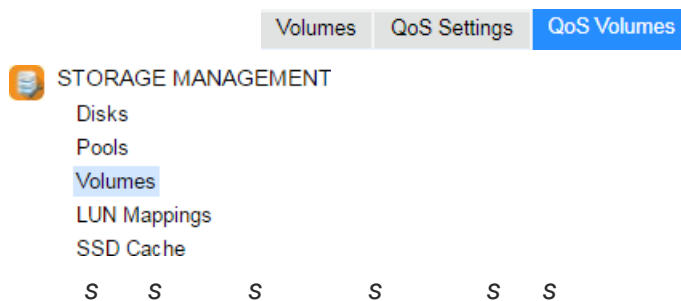 Volumes QoS Settings QoS Volumes
STORAGE MANAGEMENT
Disks
Pools
Volumes
LUN Mappings
SSD Cache
s s s s s s